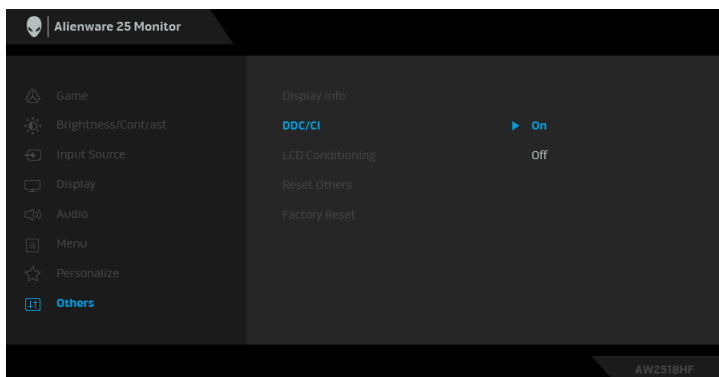 Alienware 25 Monitor
Game
Display Info
Brightness/Contrast
DDC/CI
On
Input Source
LCD Conditioning
Off
Display
Reset Others
Audio
Factory Reset
Menu
Personalize
Others
AW2518HF